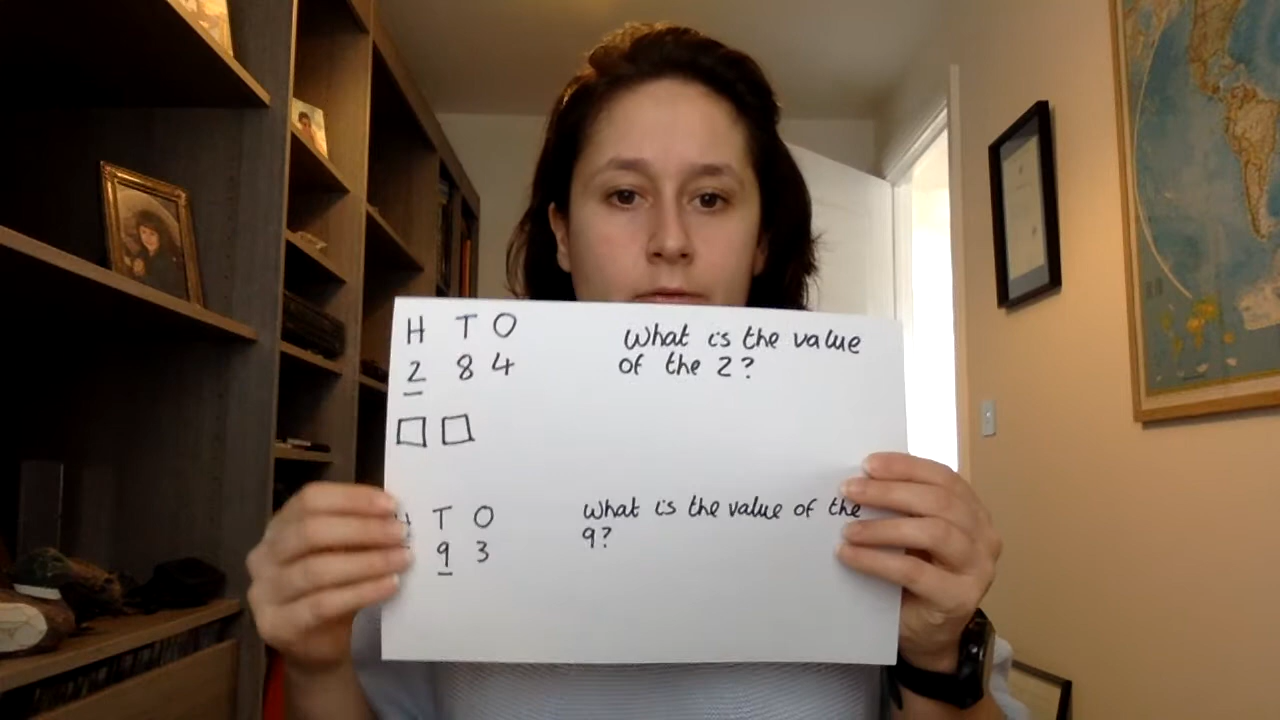 H T O
2 8 4
What is the value
of the 2?
T O
9 3
What is the value of the
9?